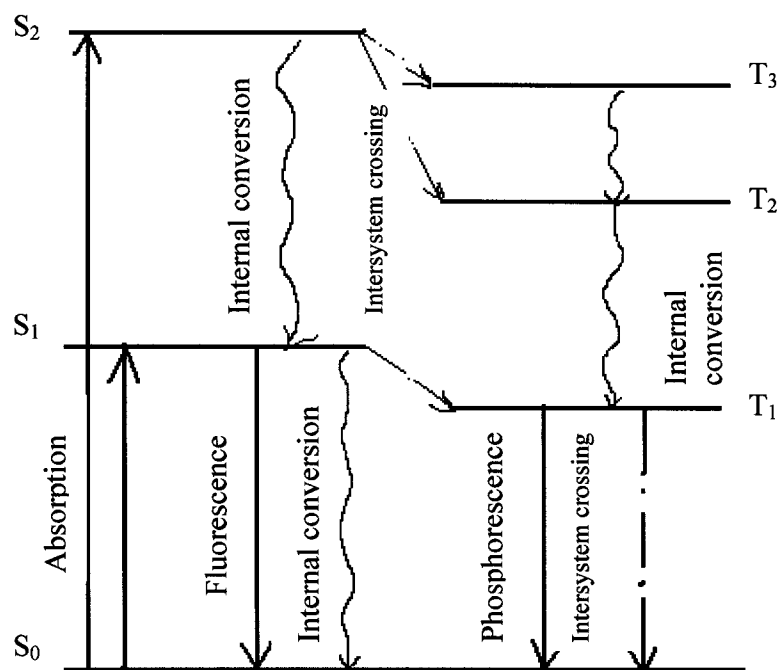 S₂
T₃
Internal conversion
Intersystem crossing
T₂
S₁
Internal
conversion
T₁
Absorption
Fluorescence
Internal conversion
Phosphorescence
Intersystem crossing
S₀